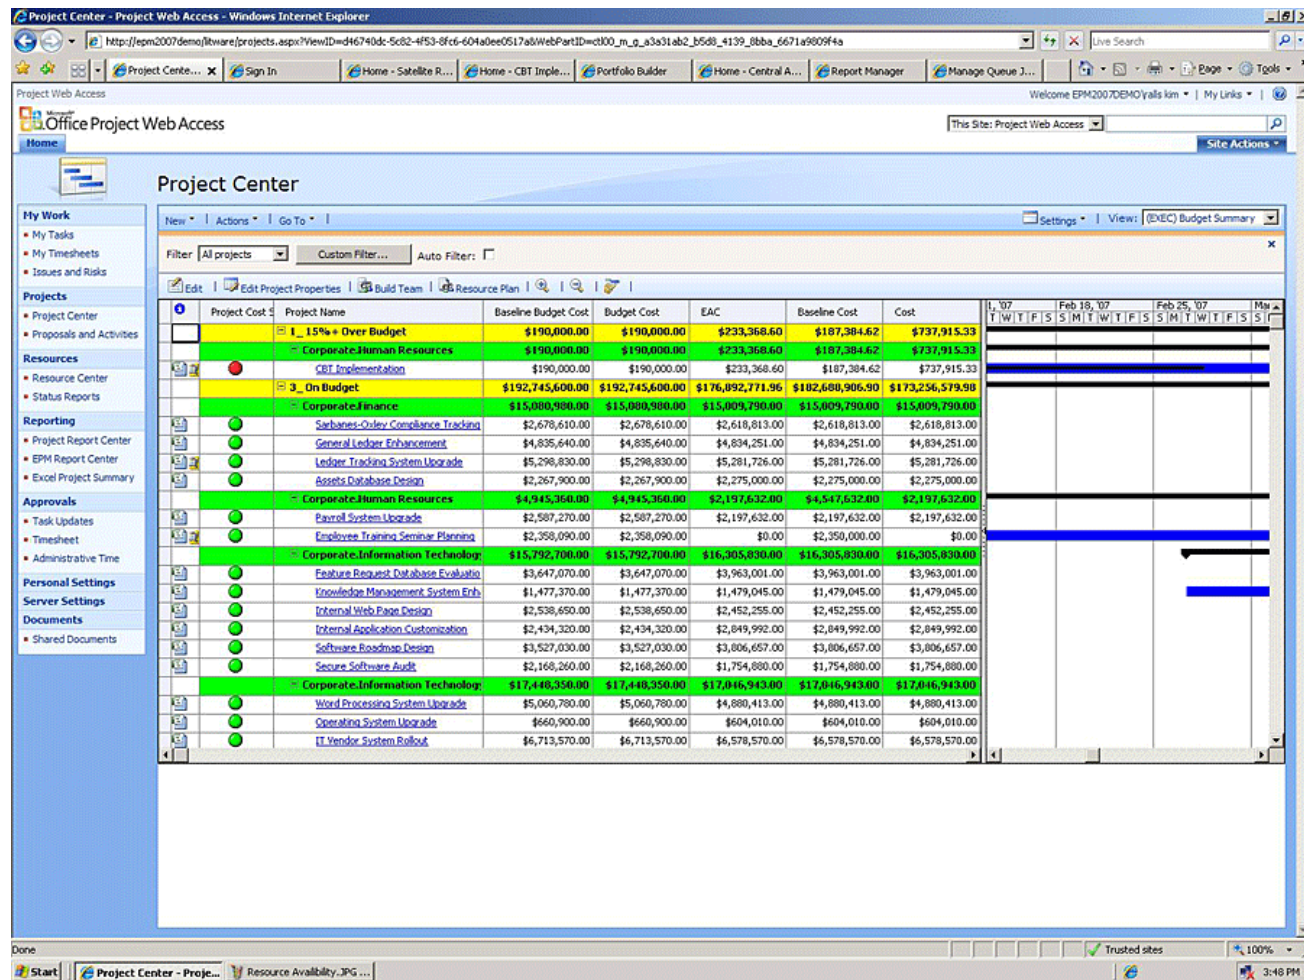 Project Center - Project Web Access - Windows Internet Explorer
http://epm2007demo/litware/projects.aspx?ViewID=d46740dc-5c82-4f53-8fc6-604a0ee0517a&WebPartID=ctl00_m_g_a3a31ab2_b5d8_4139_8bba_6671a9809f4a
Live Search
Project Cente... Sign In Home - Satellite R... Home - CBT Imple... Portfolio Builder Home - Central A... Report Manager Manage Queue J... Page Tools
Project Web Access Welcome EPM2007DEMO\yalls kim | My Links |
Microsoft
Office Project Web Access This Site: Project Web Access
Home Site Actions
Project Center
My Work
My Tasks
My Timesheets
Issues and Risks
Projects
Project Center
Proposals and Activities
Resources
Resource Center
Status Reports
Reporting
Project Report Center
EPM Report Center
Excel Project Summary
Approvals
Task Updates
Timesheet
Administrative Time
Personal Settings
Server Settings
Documents
Shared Documents
New | Actions | Go To | Settings | View: (EXEC) Budget Summary
Filter All projects Custom Filter... Auto Filter:
Edit | Edit Project Properties | Build Team | Resource Plan | |
Project Cost S Project Name Baseline Budget Cost Budget Cost EAC Baseline Cost Cost
1, '07 Feb 18, '07 Feb 25, '07 Mar
T W T F S S M T W T F S S M T W T F S S
1_ 15%+ Over Budget $190,000.00 $190,000.00 $233,368.60 $187,384.62 $737,915.33
Corporate.Human Resources $190,000.00 $190,000.00 $233,368.60 $187,384.62 $737,915.33
CBT Implementation $190,000.00 $190,000.00 $233,368.60 $187,384.62 $737,915.33
3_ On Budget $192,745,600.00 $192,745,600.00 $176,892,771.96 $182,688,906.90 $173,256,579.98
Corporate.Finance $15,080,980.00 $15,080,980.00 $15,009,790.00 $15,009,790.00 $15,009,790.00
Sarbanes-Oxley Compliance Tracking $2,678,610.00 $2,678,610.00 $2,618,813.00 $2,618,813.00 $2,618,813.00
General Ledger Enhancement $4,835,640.00 $4,835,640.00 $4,834,251.00 $4,834,251.00 $4,834,251.00
Ledger Tracking System Upgrade $5,298,830.00 $5,298,830.00 $5,281,726.00 $5,281,726.00 $5,281,726.00
Assets Database Design $2,267,900.00 $2,267,900.00 $2,275,000.00 $2,275,000.00 $2,275,000.00
Corporate.Human Resources $4,945,360.00 $4,945,360.00 $2,197,632.00 $4,547,632.00 $2,197,632.00
Payroll System Upgrade $2,587,270.00 $2,587,270.00 $2,197,632.00 $2,197,632.00 $2,197,632.00
Employee Training Seminar Planning $2,358,090.00 $2,358,090.00 $0.00 $2,350,000.00 $0.00
Corporate.Information Technology $15,792,700.00 $15,792,700.00 $16,305,830.00 $16,305,830.00 $16,305,830.00
Feature Request Database Evaluatio $3,647,070.00 $3,647,070.00 $3,963,001.00 $3,963,001.00 $3,963,001.00
Knowledge Management System Enh $1,477,370.00 $1,477,370.00 $1,479,045.00 $1,479,045.00 $1,479,045.00
Internal Web Page Design $2,538,650.00 $2,538,650.00 $2,452,255.00 $2,452,255.00 $2,452,255.00
Internal Application Customization $2,434,320.00 $2,434,320.00 $2,849,992.00 $2,849,992.00 $2,849,992.00
Software Roadmap Design $3,527,030.00 $3,527,030.00 $3,806,657.00 $3,806,657.00 $3,806,657.00
Secure Software Audit $2,168,260.00 $2,168,260.00 $1,754,880.00 $1,754,880.00 $1,754,880.00
Corporate.Information Technology $17,448,350.00 $17,448,350.00 $17,046,943.00 $17,046,943.00 $17,046,943.00
Word Processing System Upgrade $5,060,780.00 $5,060,780.00 $4,880,413.00 $4,880,413.00 $4,880,413.00
Operating System Upgrade $660,900.00 $660,900.00 $604,010.00 $604,010.00 $604,010.00
IT Vendor System Rollout $6,713,570.00 $6,713,570.00 $6,578,570.00 $6,578,570.00 $6,578,570.00
Done Trusted sites 100%
Start Project Center - Proje... Resource Avalibility.JPG ... 3:48 PM